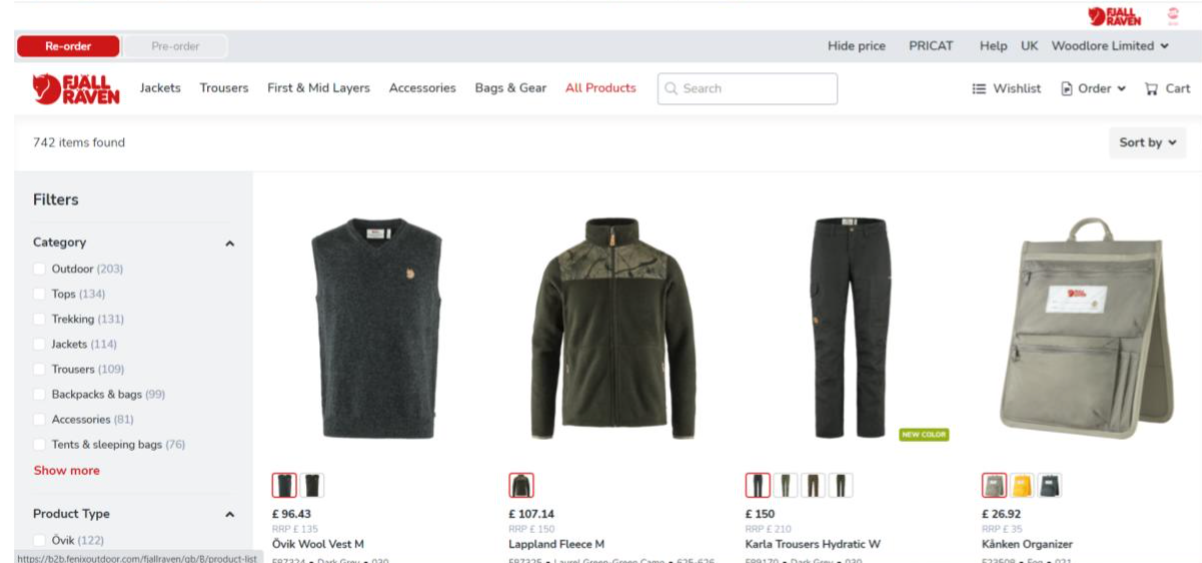 FJALL
RAVEN
Re-order
Pre-order
Hide price
PRICAT
Help
UK
Woodlore Limited
FJALL
RAVEN
Jackets
Trousers
First & Mid Layers
Accessories
Bags & Gear
All Products
Search
Wishlist
Order
Cart
742 items found
Sort by
Filters
Category
Outdoor (203)
Tops (134)
Trekking (131)
Jackets (114)
Trousers (109)
Backpacks & bags (99)
Accessories (81)
Tents & sleeping bags (76)
Show more
Product Type
Övik (122)
https://b2b.fenixoutdoor.com/fjallraven/gb/8/product-list
£ 96.43
RRP £ 135
Övik Wool Vest M
F87324 • Dark Grey • 030
£ 107.14
RRP £ 150
Lappland Fleece M
F87325 • Laurel Green-Green Camo • 625-626
NEW COLOR
£ 150
RRP £ 210
Karla Trousers Hydratic W
F89170 • Dark Grey • 030
£ 26.92
RRP £ 35
Kånken Organizer
F23508 • Fog • 021